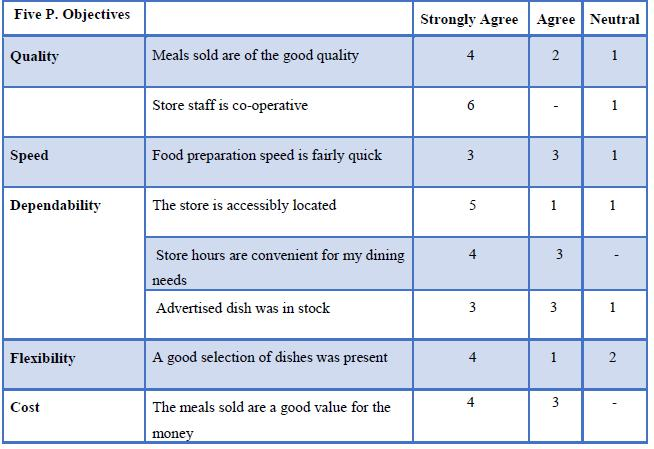 Five P. Objectives Strongly Agree Agree Neutral
Quality Meals sold are of the good quality 4 2 1
Store staff is co-operative 6 - 1
Speed Food preparation speed is fairly quick 3 3 1
Dependability The store is accessibly located 5 1 1
Store hours are convenient for my dining 4 3 -
needs
Advertised dish was in stock 3 3 1
Flexibility A good selection of dishes was present 4 1 2
Cost The meals sold are a good value for the 4 3 -
money